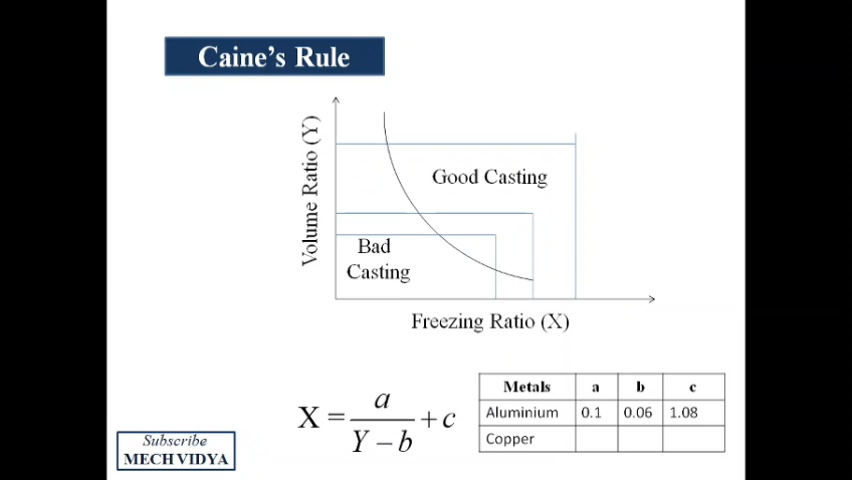 Caine's Rule
Volume Ratio (Y)
Good Casting
Bad
Casting
Freezing Ratio (X)
X = a / (Y − b) + c
Metals a b c
Aluminium 0.1 0.06 1.08
Copper
Subscribe
MECH VIDYA